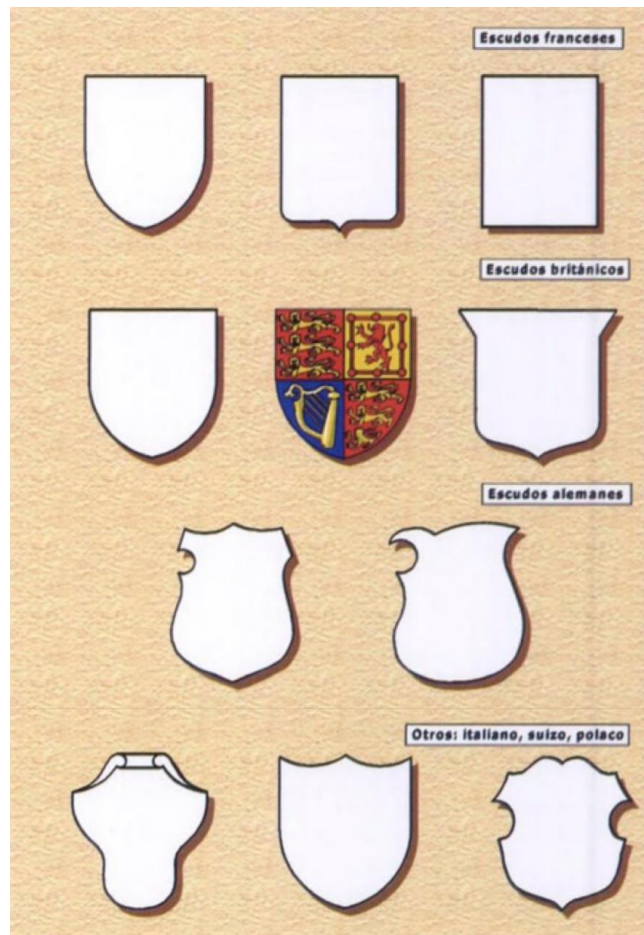 Escudos franceses
Escudos británicos
Escudos alemanes
Otros: italiano, suizo, polaco